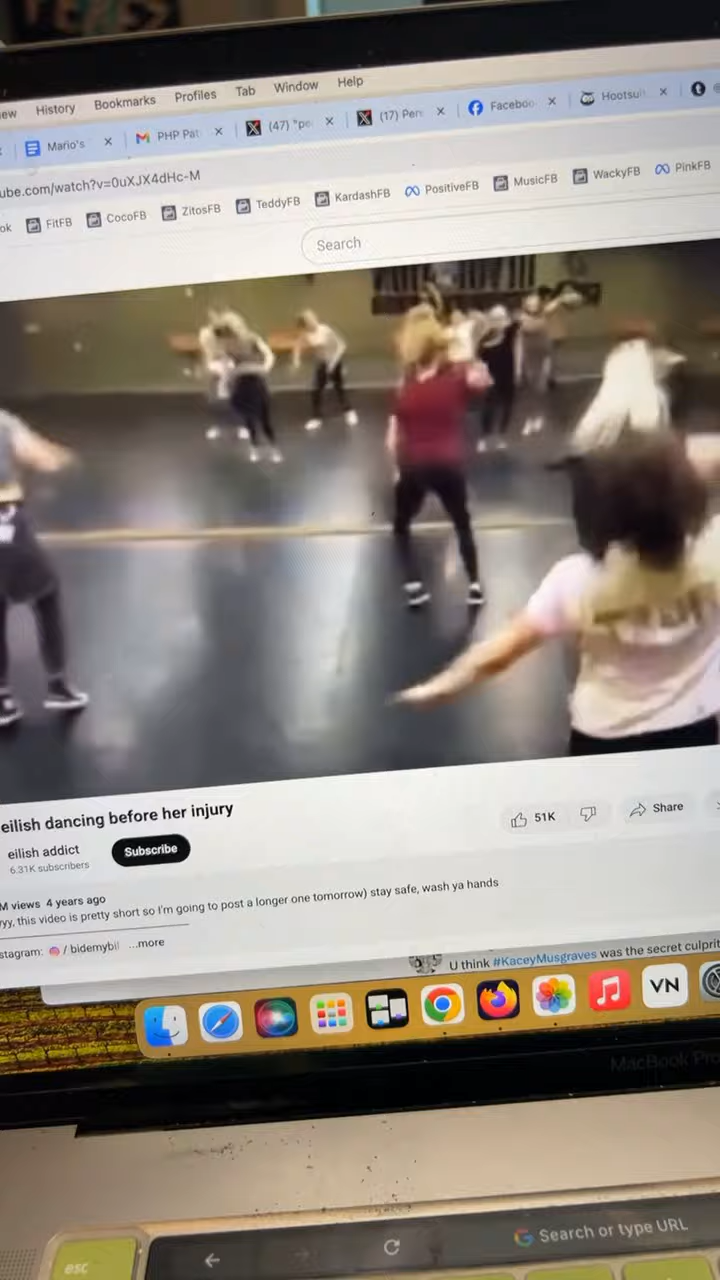 ew History Bookmarks Profiles Tab Window Help
Mario's PHP Pat (47) "pe (17) Per Faceboo Hootsui
ube.com/watch?v=0uXJX4dHc-M
ok FitFB CocoFB ZitosFB TeddyFB KardashFB PositiveFB MusicFB WackyFB PinkFB
Search
eilish dancing before her injury
eilish addict
6.31K subscribers
Subscribe
51K
Share
M views 4 years ago
yy, this video is pretty short so I'm going to post a longer one tomorrow) stay safe, wash ya hands
stagram: / bidemybil ...more
U think #KaceyMusgraves was the secret culprit
VN
MacBook Pro
esc
Search or type URL